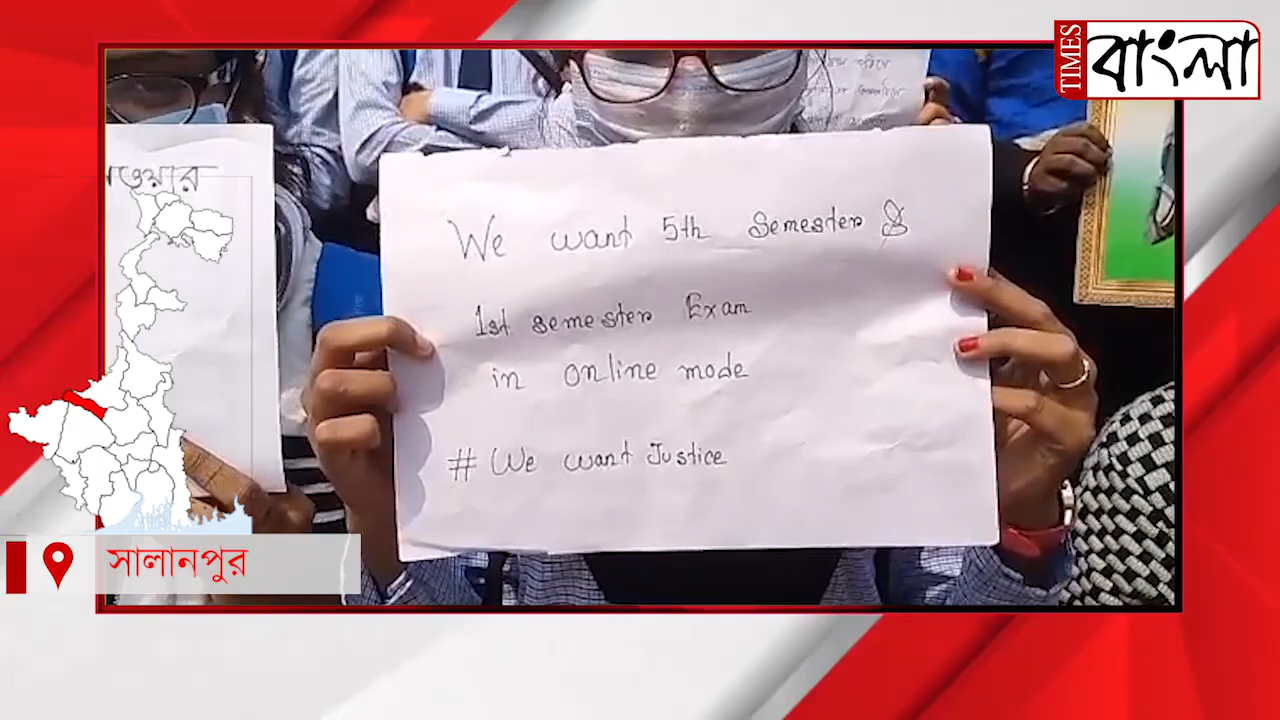 TIMES
বাংলা
We want 5th Semester &
1st semester Exam
in online mode
# We want Justice
সালানপুর